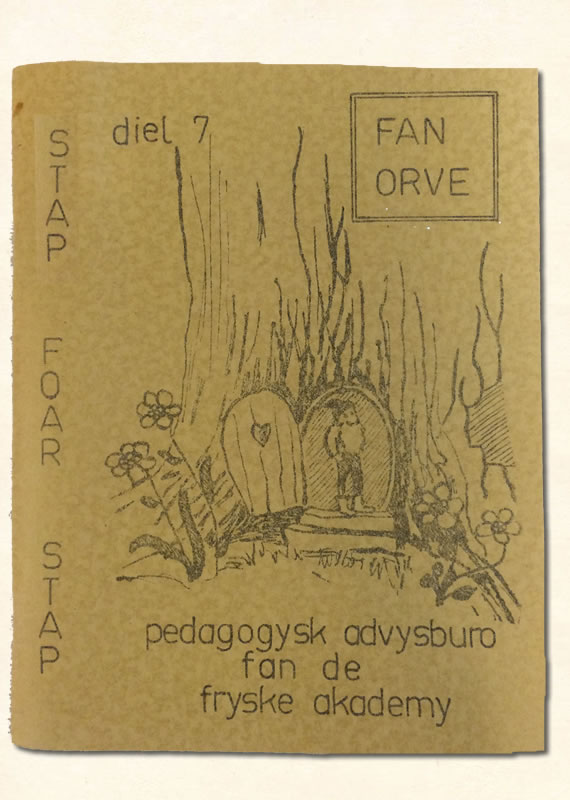 STAP FOAR STAP
diel 7
FAN
ORVE
pedagogysk advysburo
fan de
fryske akademy